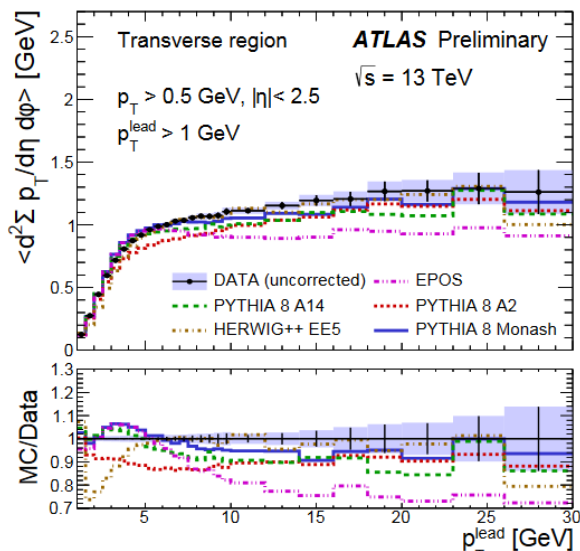 Transverse region
ATLAS Preliminary
√s = 13 TeV
p_T > 0.5 GeV, |η| < 2.5
p_T^lead > 1 GeV
<d²Σ p_T/dη dφ> [GeV]
2.5
2
1.5
1
0.5
0
DATA (uncorrected)
EPOS
PYTHIA 8 A14
PYTHIA 8 A2
HERWIG++ EE5
PYTHIA 8 Monash
MC/Data
1.3
1.2
1.1
1
0.9
0.8
0.7
5 10 15 20 25 30
p_T^lead [GeV]